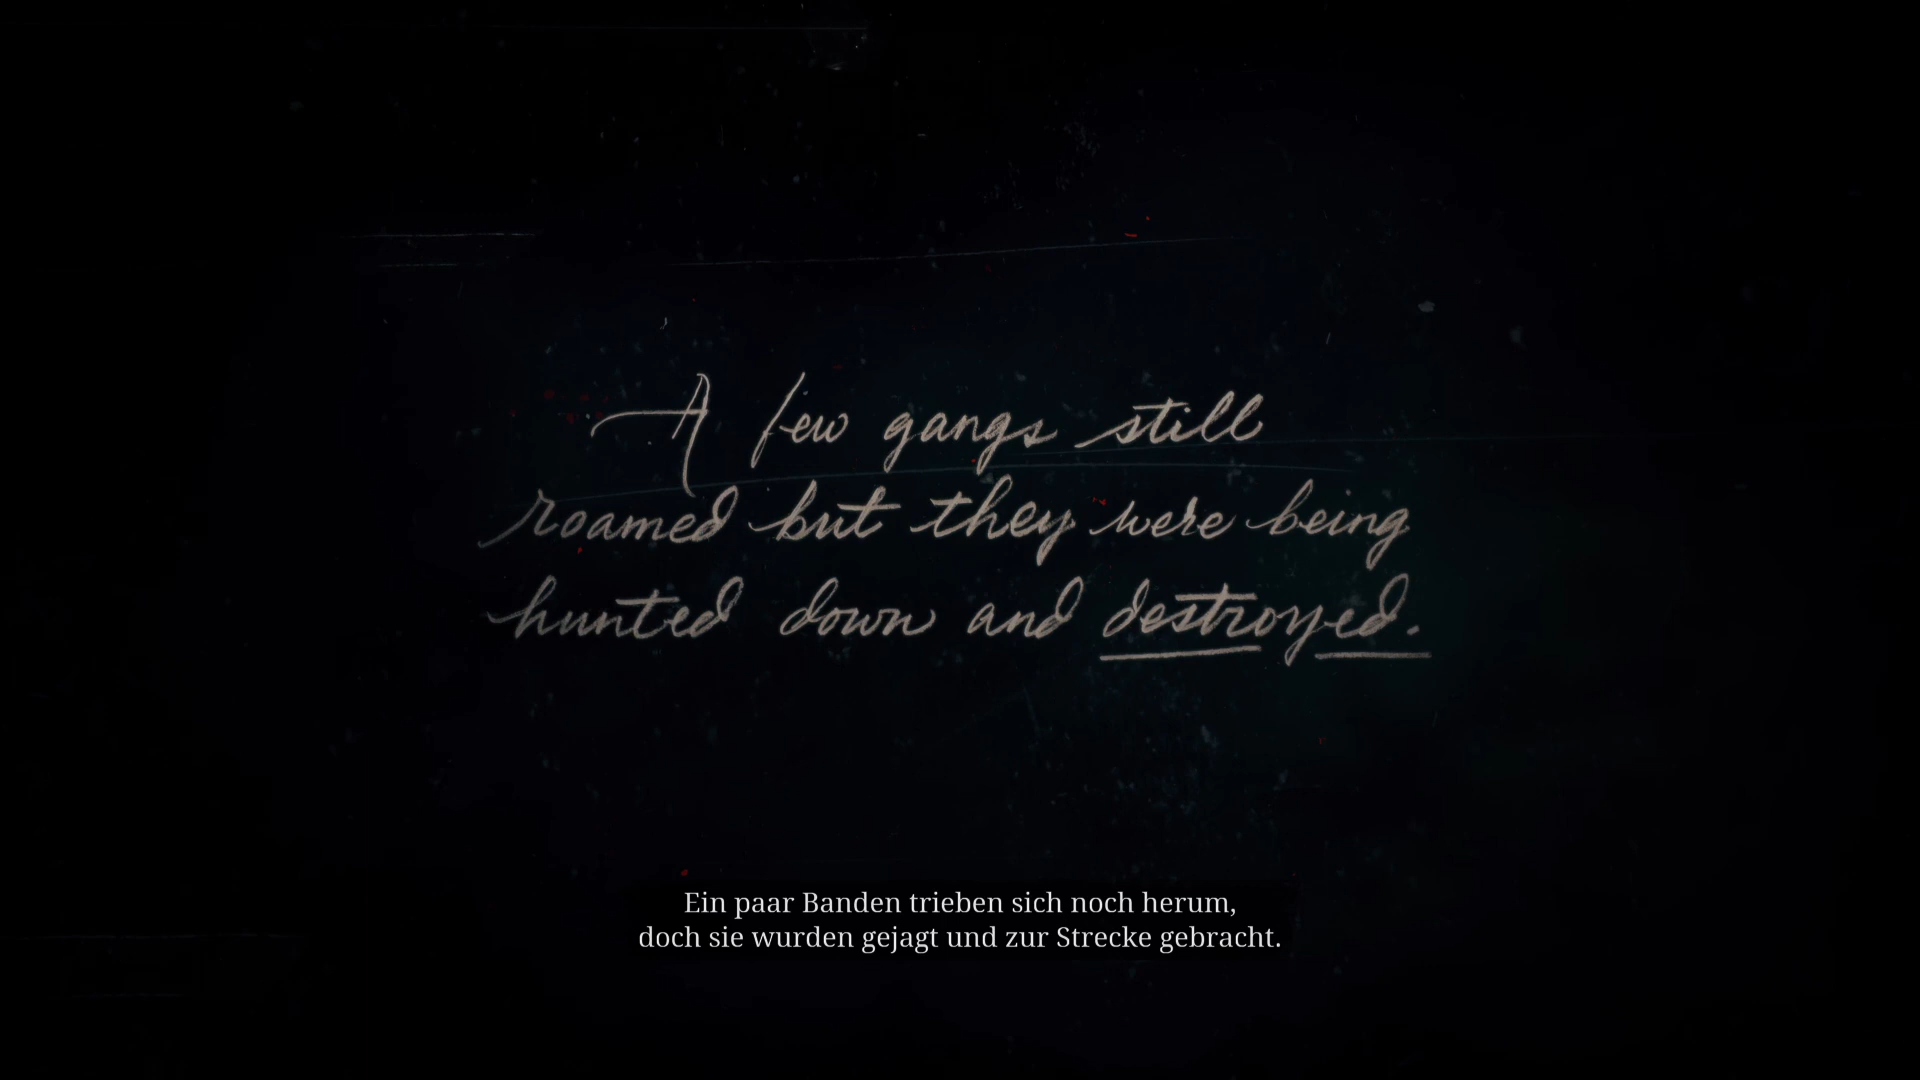 A few gangs still
roamed but they were being
hunted down and destroyed.
Ein paar Banden trieben sich noch herum,
doch sie wurden gejagt und zur Strecke gebracht.